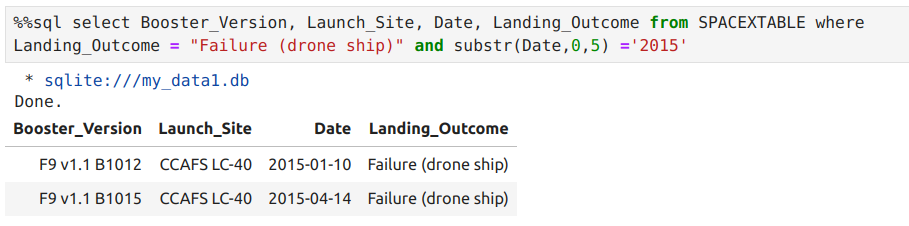 %%sql select Booster_Version, Launch_Site, Date, Landing_Outcome from SPACEXTABLE where
Landing_Outcome = "Failure (drone ship)" and substr(Date,0,5) ='2015'
* sqlite:///my_data1.db
Done.
Booster_Version Launch_Site Date Landing_Outcome
F9 v1.1 B1012 CCAFS LC-40 2015-01-10 Failure (drone ship)
F9 v1.1 B1015 CCAFS LC-40 2015-04-14 Failure (drone ship)